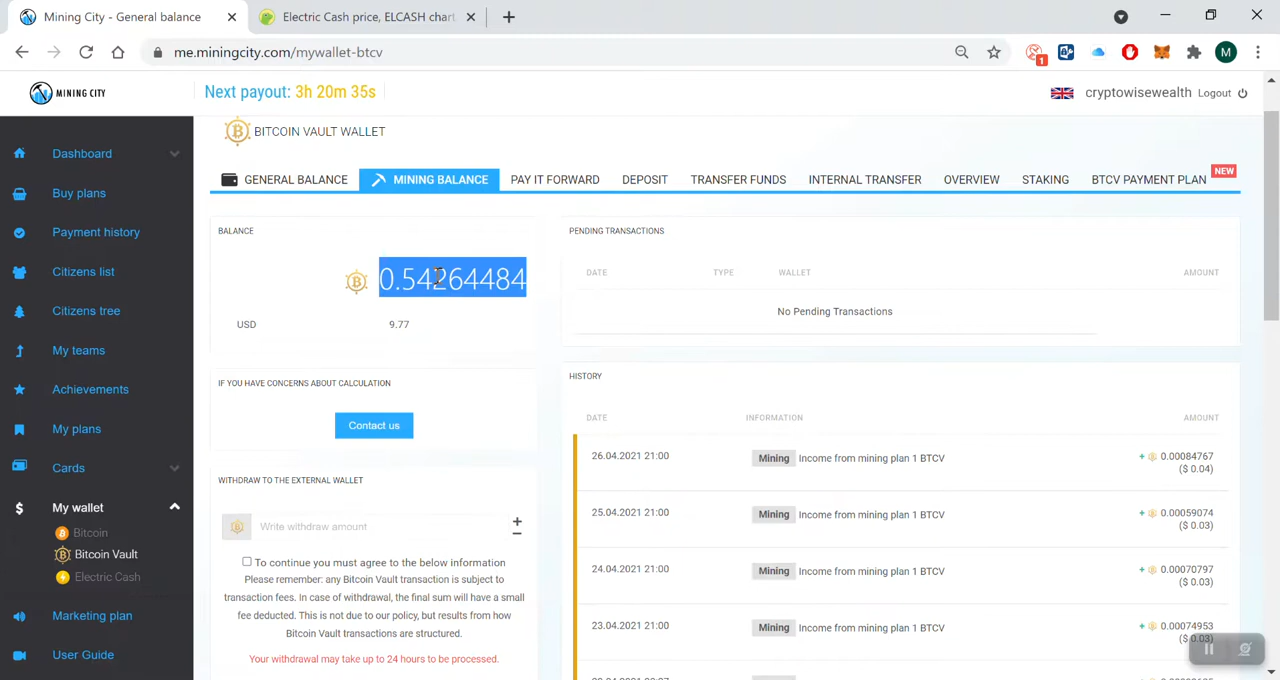 Mining City - General balance
Electric Cash price, ELCASH chart
me.miningcity.com/mywallet-btcv
1
M
MINING CITY
Next payout: 3h 20m 35s
cryptowisewealth Logout
Dashboard
Buy plans
Payment history
Citizens list
Citizens tree
My teams
Achievements
My plans
Cards
My wallet
Bitcoin
Bitcoin Vault
Electric Cash
Marketing plan
User Guide
BITCOIN VAULT WALLET
GENERAL BALANCE MINING BALANCE PAY IT FORWARD DEPOSIT TRANSFER FUNDS INTERNAL TRANSFER OVERVIEW STAKING BTCV PAYMENT PLAN NEW
BALANCE
0.54264484
USD 9.77
IF YOU HAVE CONCERNS ABOUT CALCULATION
Contact us
WITHDRAW TO THE EXTERNAL WALLET
Write withdraw amount
To continue you must agree to the below information
Please remember: any Bitcoin Vault transaction is subject to
transaction fees. In case of withdrawal, the final sum will have a small
fee deducted. This is not due to our policy, but results from how
Bitcoin Vault transactions are structured.
Your withdrawal may take up to 24 hours to be processed.
PENDING TRANSACTIONS
DATE TYPE WALLET AMOUNT
No Pending Transactions
HISTORY
DATE INFORMATION AMOUNT
26.04.2021 21:00 Mining Income from mining plan 1 BTCV + 0.00084767
($ 0.04)
25.04.2021 21:00 Mining Income from mining plan 1 BTCV + 0.00059074
($ 0.03)
24.04.2021 21:00 Mining Income from mining plan 1 BTCV + 0.00070797
($ 0.03)
23.04.2021 21:00 Mining Income from mining plan 1 BTCV + 0.00074953
($ 0.03)